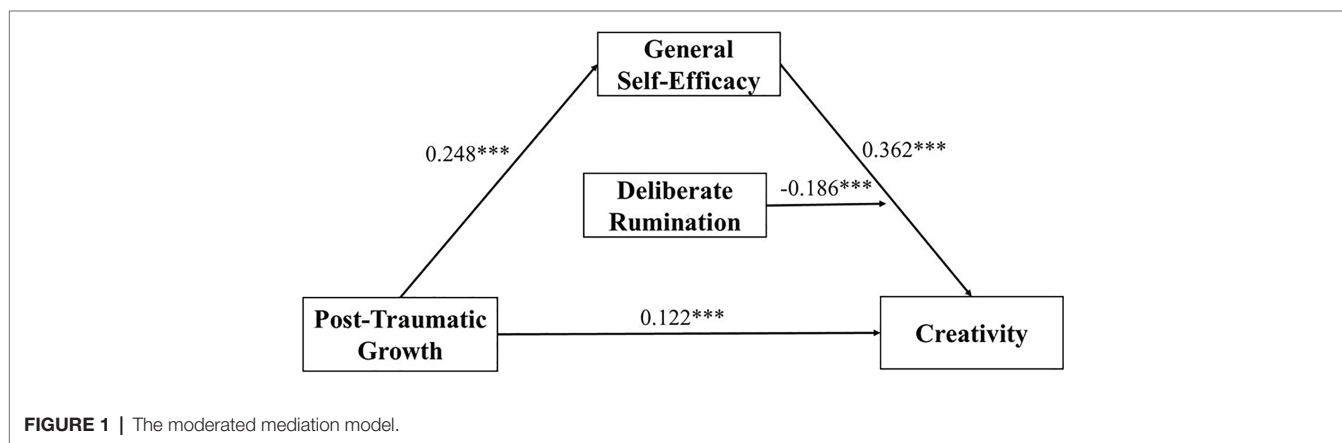 General
Self-Efficacy
0.248***
0.362***
Deliberate
Rumination
-0.186***
Post-Traumatic
Growth
0.122***
Creativity
FIGURE 1 | The moderated mediation model.